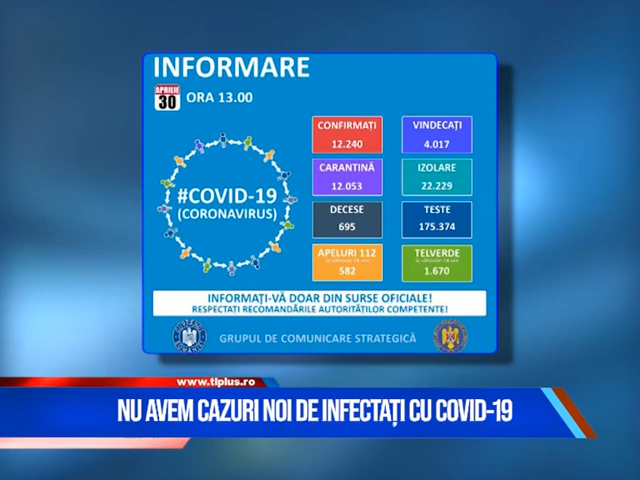 INFORMARE
APRILIE
30
ORA 13.00
#COVID-19
(CORONAVIRUS)
CONFIRMAȚI
12.240
VINDECAȚI
4.017
CARANTINĂ
12.053
IZOLARE
22.229
DECESE
695
TESTE
175.374
APELURI 112
582
TELVERDE
1.670
INFORMAȚI-VĂ DOAR DIN SURSE OFICIALE!
RESPECTAȚI RECOMANDĂRILE AUTORITĂȚILOR COMPETENTE!
GRUPUL DE COMUNICARE STRATEGICĂ
www.tlplus.ro
NU AVEM CAZURI NOI DE INFECTAȚI CU COVID-19